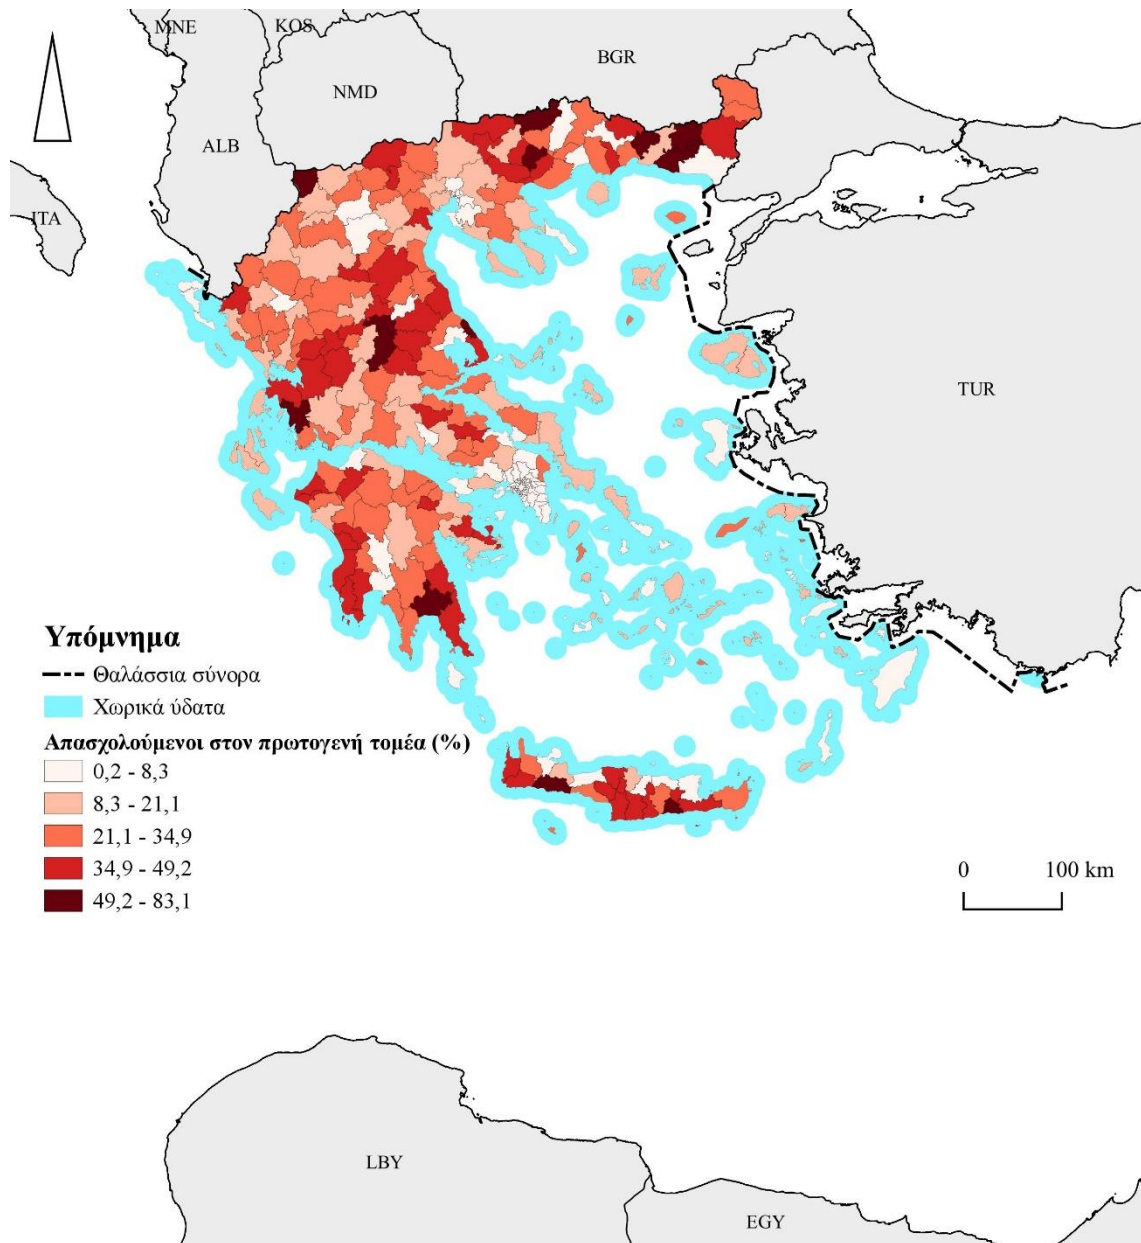 MNE
KOS
BGR
NMD
ALB
ITA
TUR
Υπόμνημα
Θαλάσσια σύνορα
Χωρικά ύδατα
Απασχολούμενοι στον πρωτογενή τομέα (%)
0,2 - 8,3
8,3 - 21,1
21,1 - 34,9
34,9 - 49,2
49,2 - 83,1
0 100 km
LBY
EGY